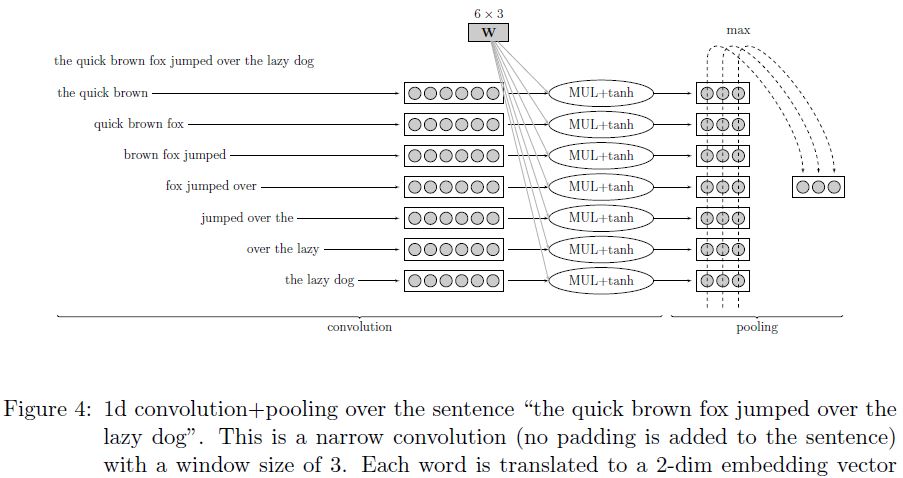 6 × 3
W
max
the quick brown fox jumped over the lazy dog
the quick brown
MUL+tanh
quick brown fox
MUL+tanh
brown fox jumped
MUL+tanh
fox jumped over
MUL+tanh
jumped over the
MUL+tanh
over the lazy
MUL+tanh
the lazy dog
MUL+tanh
convolution
pooling
Figure 4: 1d convolution+pooling over the sentence “the quick brown fox jumped over the
lazy dog”. This is a narrow convolution (no padding is added to the sentence)
with a window size of 3. Each word is translated to a 2-dim embedding vector